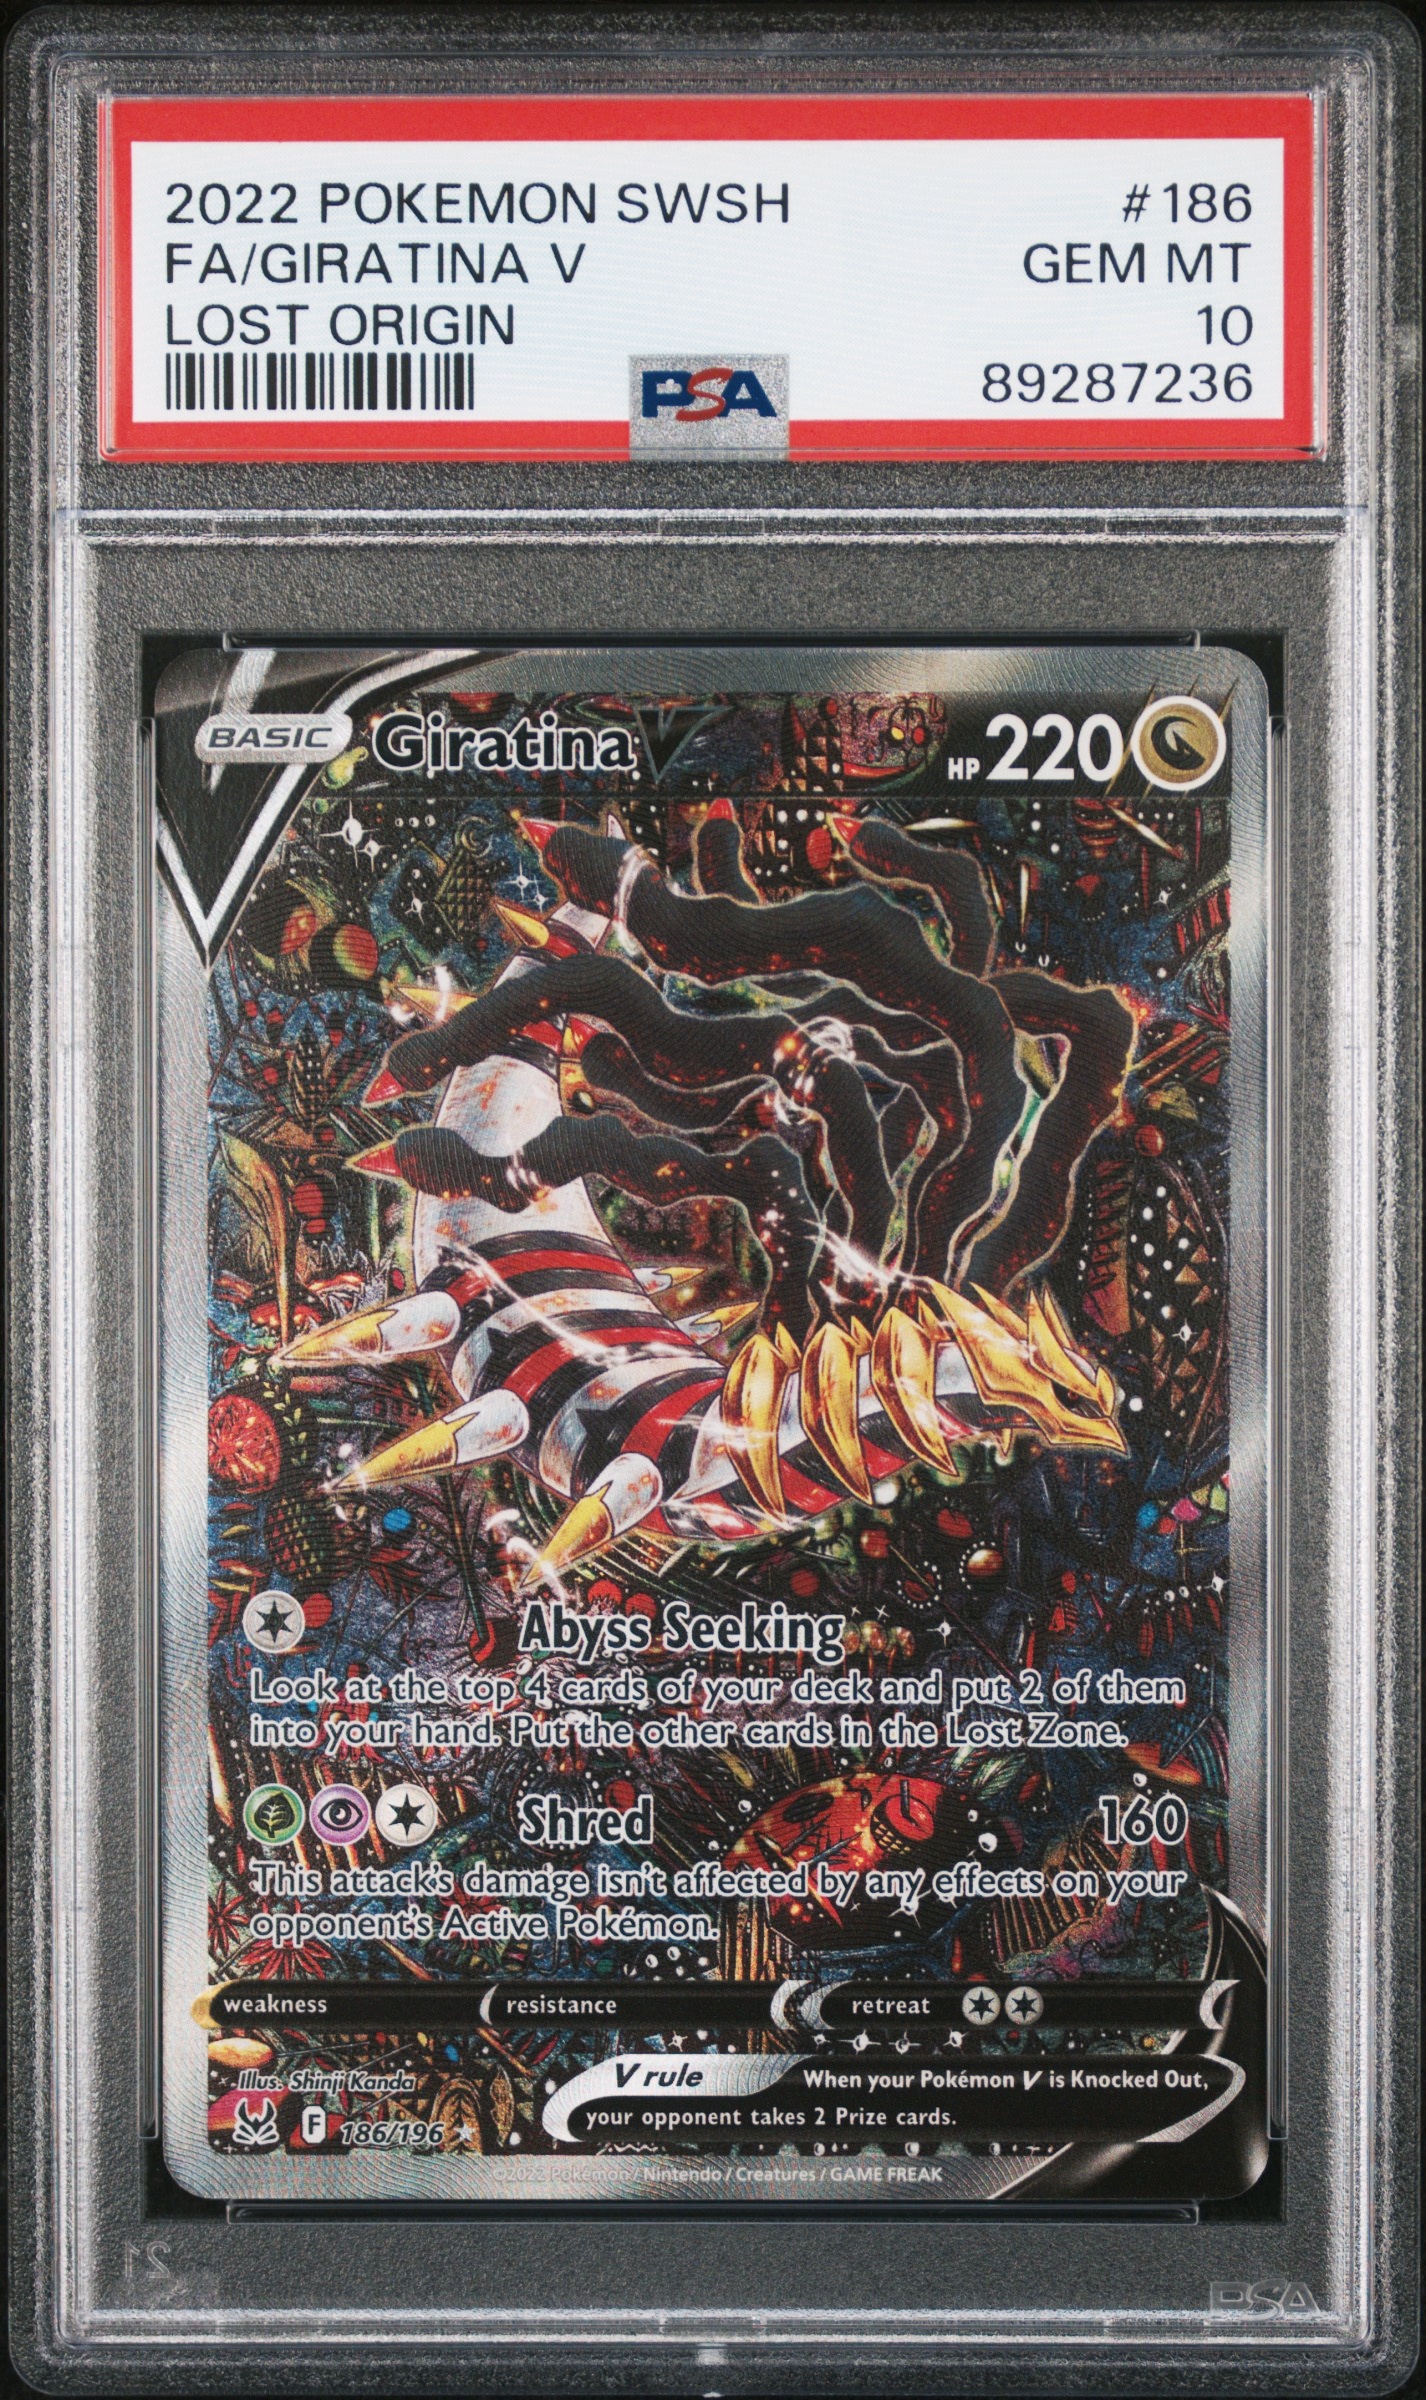 2022 POKEMON SWSH #186
FA/GIRATINA V GEM MT
LOST ORIGIN 10
PSA 89287236
BASIC Giratina V HP 220
Abyss Seeking
Look at the top 4 cards of your deck and put 2 of them
into your hand. Put the other cards in the Lost Zone.
Shred 160
This attack's damage isn't affected by any effects on your
opponent's Active Pokémon.
weakness resistance retreat
Illus. Shinji Kanda
V rule When your Pokémon V is Knocked Out,
your opponent takes 2 Prize cards.
F 186/196
©2022 Pokémon / Nintendo / Creatures / GAME FREAK
21
PSA